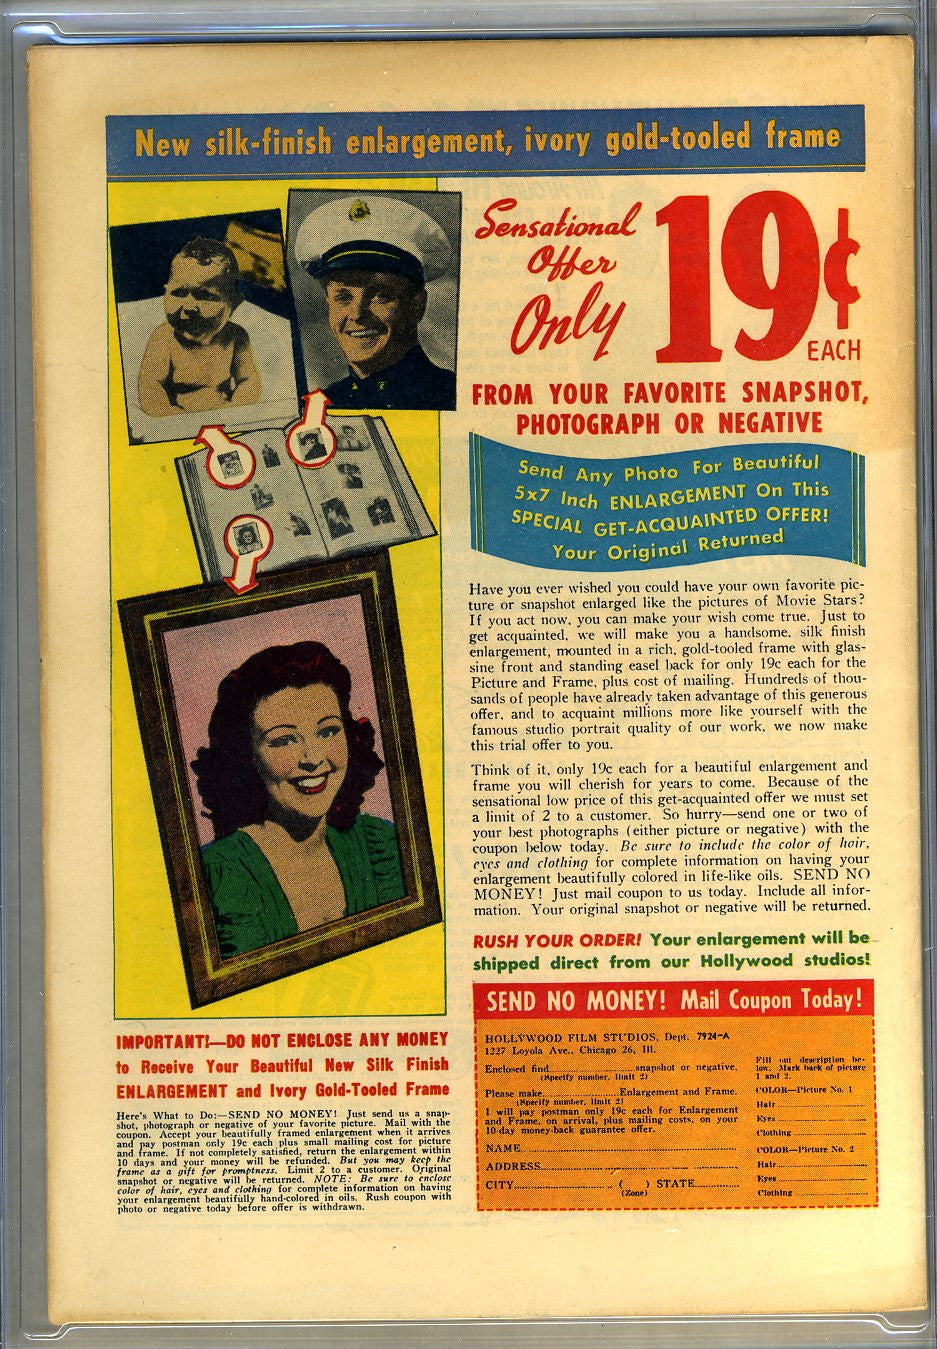 New silk-finish enlargement, ivory gold-tooled frame
Sensational
Offer
Only
19¢
EACH
FROM YOUR FAVORITE SNAPSHOT,
PHOTOGRAPH OR NEGATIVE
Send Any Photo For Beautiful
5x7 Inch ENLARGEMENT On This
SPECIAL GET-ACQUAINTED OFFER!
Your Original Returned
Have you ever wished you could have your own favorite pic-
ture or snapshot enlarged like the pictures of Movie Stars?
If you act now, you can make your wish come true. Just to
get acquainted, we will make you a handsome, silk finish
enlargement, mounted in a rich, gold-tooled frame with glas-
sine front and standing easel back for only 19c each for the
Picture and Frame, plus cost of mailing. Hundreds of thou-
sands of people have already taken advantage of this generous
offer, and to acquaint millions more like yourself with the
famous studio portrait quality of our work, we now make
this trial offer to you.
Think of it, only 19c each for a beautiful enlargement and
frame you will cherish for years to come. Because of the
sensational low price of this get-acquainted offer we must set
a limit of 2 to a customer. So hurry—send one or two of
your best photographs (either picture or negative) with the
coupon below today. Be sure to include the color of hair,
eyes and clothing for complete information on having your
enlargement beautifully colored in life-like oils. SEND NO
MONEY! Just mail coupon to us today. Include all infor-
mation. Your original snapshot or negative will be returned.
RUSH YOUR ORDER! Your enlargement will be
shipped direct from our Hollywood studios!
IMPORTANT!—DO NOT ENCLOSE ANY MONEY
to Receive Your Beautiful New Silk Finish
ENLARGEMENT and Ivory Gold-Tooled Frame
Here's What to Do:—SEND NO MONEY! Just send us a snap-
shot, photograph or negative of your favorite picture. Mail with the
coupon. Accept your beautifully framed enlargement when it arrives
and pay postman only 19c each plus small mailing cost for picture
and frame. If not completely satisfied, return the enlargement within
10 days and your money will be refunded. But you may keep the
frame as a gift for promptness. Limit 2 to a customer. Original
snapshot or negative will be returned. NOTE: Be sure to enclose
color of hair, eyes and clothing for complete information on having
your enlargement beautifully hand-colored in oils. Rush coupon with
photo or negative today before offer is withdrawn.
SEND NO MONEY! Mail Coupon Today!
HOLLYWOOD FILM STUDIOS, Dept. 7924-A
1227 Loyola Ave., Chicago 26, Ill.
Enclosed find..............................snapshot or negative.
(Specify number, limit 2)
Please make..........................Enlargement and Frame.
(Specify number, limit 2)
I will pay postman only 19c each for Enlargement
and Frame, on arrival, plus mailing costs, on your
10-day money-back guarantee offer.
NAME
ADDRESS
CITY ( ) STATE
(Zone)
Fill out description be-
low. Mark back of picture
1 and 2.
COLOR—Picture No. 1
Hair
Eyes
Clothing
COLOR—Picture No. 2
Hair
Eyes
Clothing